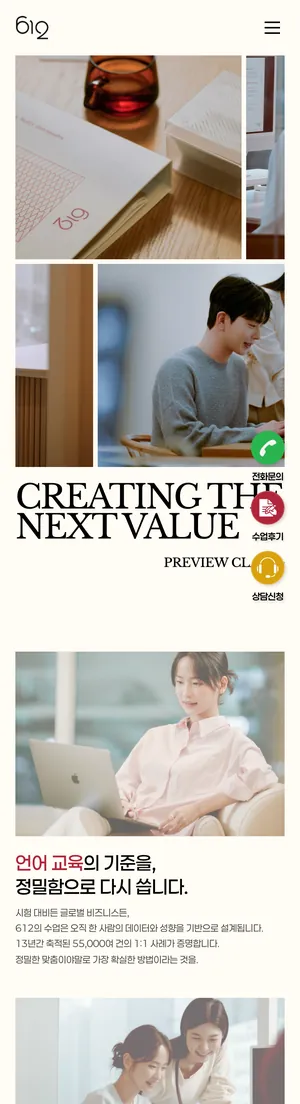 612
612
CREATING THE
NEXT VALUE
PREVIEW
전화문의
수업후기
상담신청
언어 교육의 기준을,
정밀함으로 다시 씁니다.
시험 대비든 글로벌 비즈니스든,
612의 수업은 오직 한 사람의 데이터와 성향을 기반으로 설계됩니다.
13년간 축적된 55,000여 건의 1:1 사례가 증명합니다.
정밀한 맞춤이야말로 가장 확실한 방법이라는 것을.